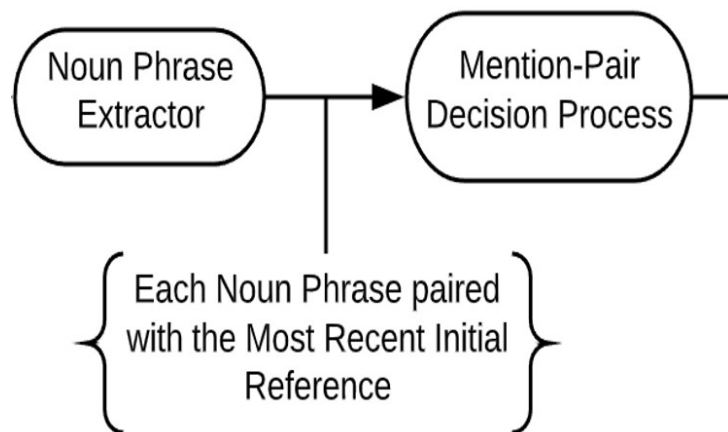 Noun Phrase
Extractor
Mention-Pair
Decision Process
Each Noun Phrase paired
with the Most Recent Initial
Reference